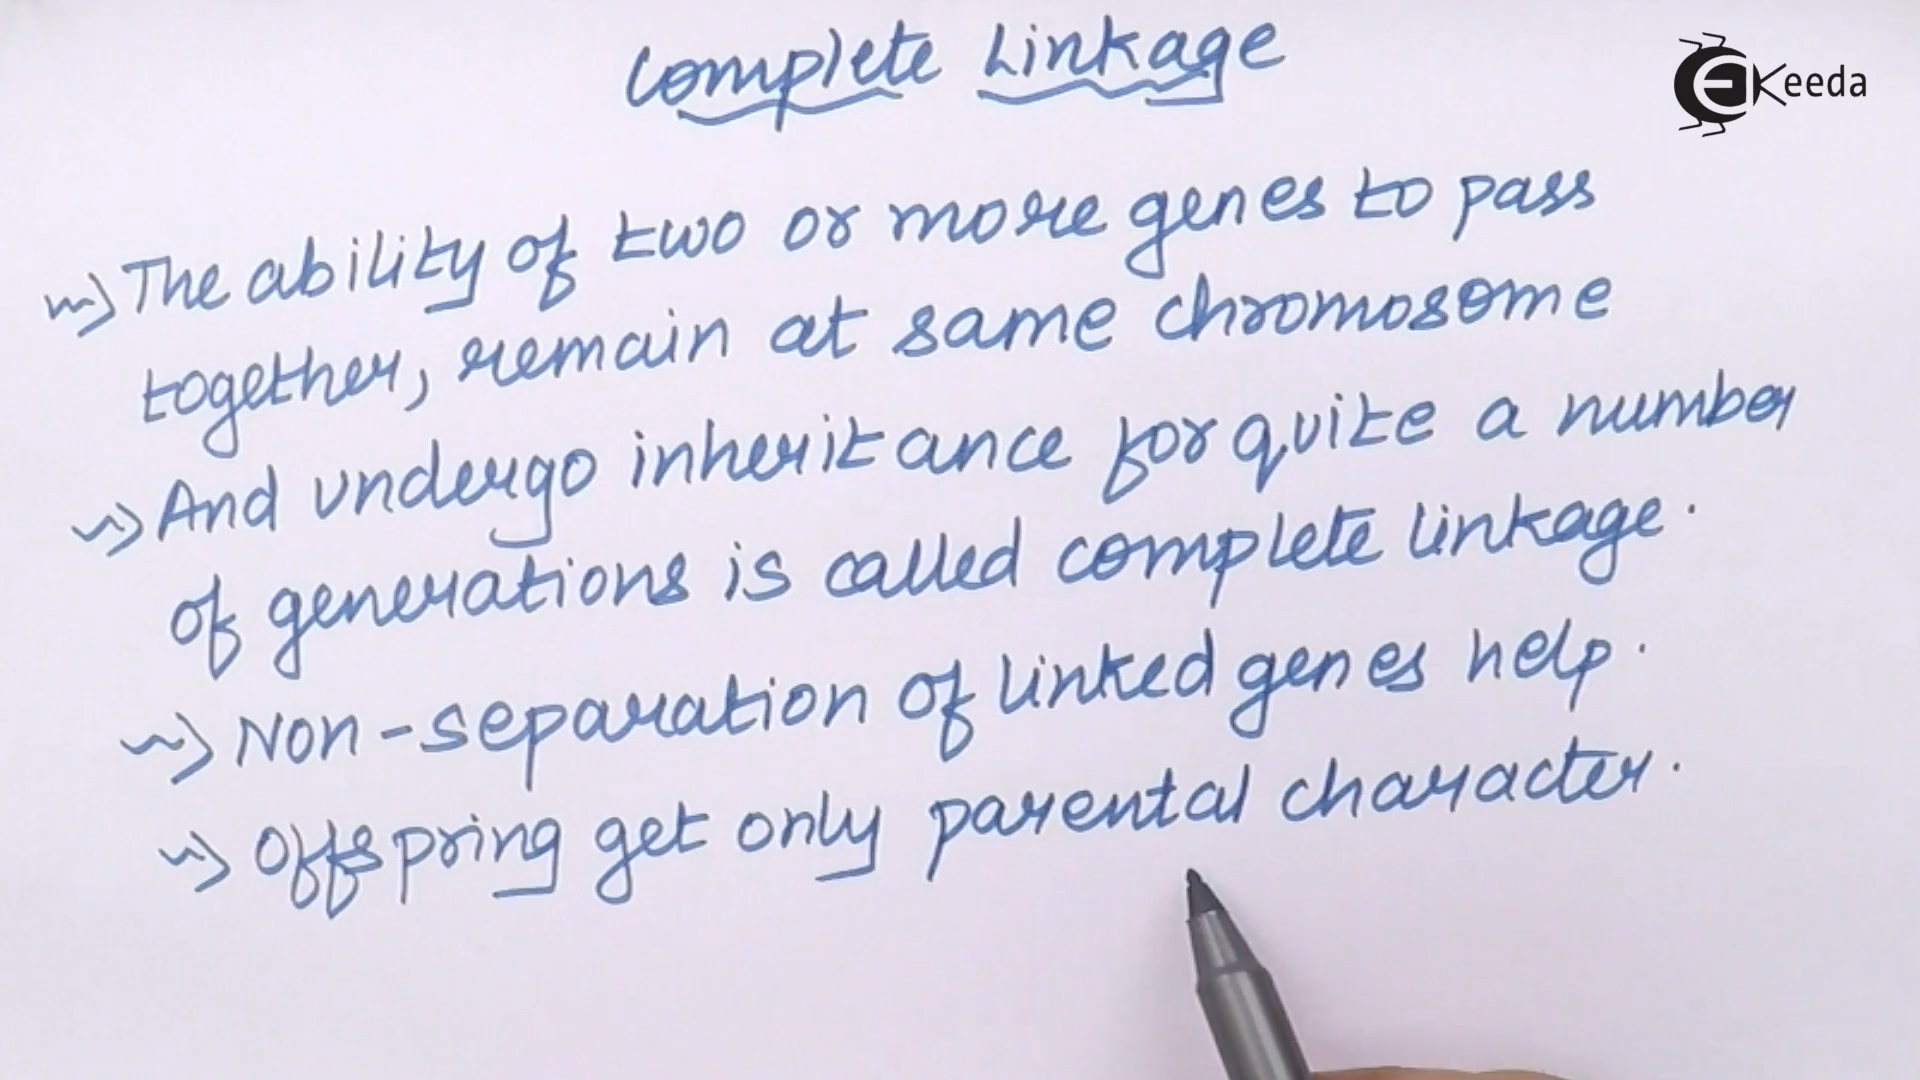 Complete Linkage
EKeeda
~> The ability of two or more genes to pass
together, remain at same chromosome
~> And undergo inheritance for quite a number
of generations is called complete linkage.
~> Non-separation of linked genes help.
~> Offspring get only parental character.